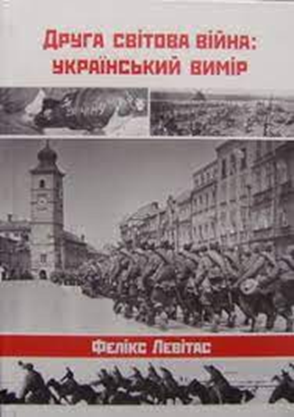 Друга світова війна:
український вимір
Фелікс Левітас